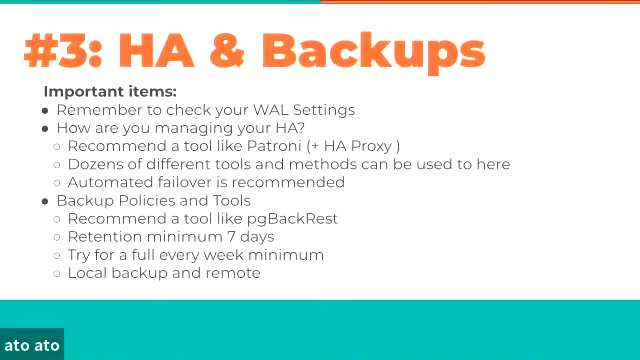 #3: HA & Backups
Important items:
● Remember to check your WAL Settings
● How are you managing your HA?
○ Recommend a tool like Patroni (+ HA Proxy )
○ Dozens of different tools and methods can be used to here
○ Automated failover is recommended
● Backup Policies and Tools
○ Recommend a tool like pgBackRest
○ Retention minimum 7 days
○ Try for a full every week minimum
○ Local backup and remote
ato ato